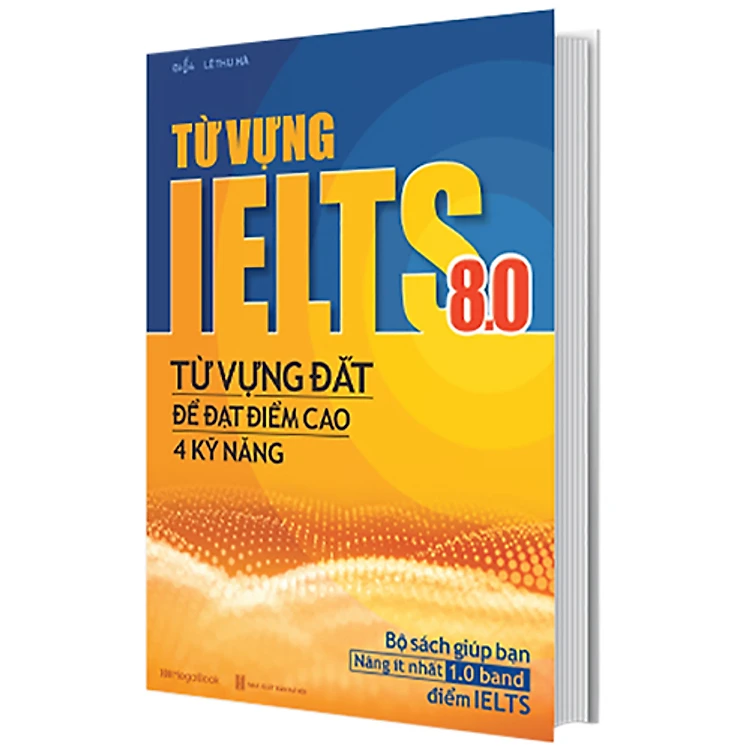 LÊ THU HÀ
TỪ VỰNG
IELTS
8.0
TỪ VỰNG ĐẮT
ĐỂ ĐẠT ĐIỂM CAO
4 KỸ NĂNG
Bộ sách giúp bạn
Nâng ít nhất 1.0 band
điểm IELTS
MegaBook